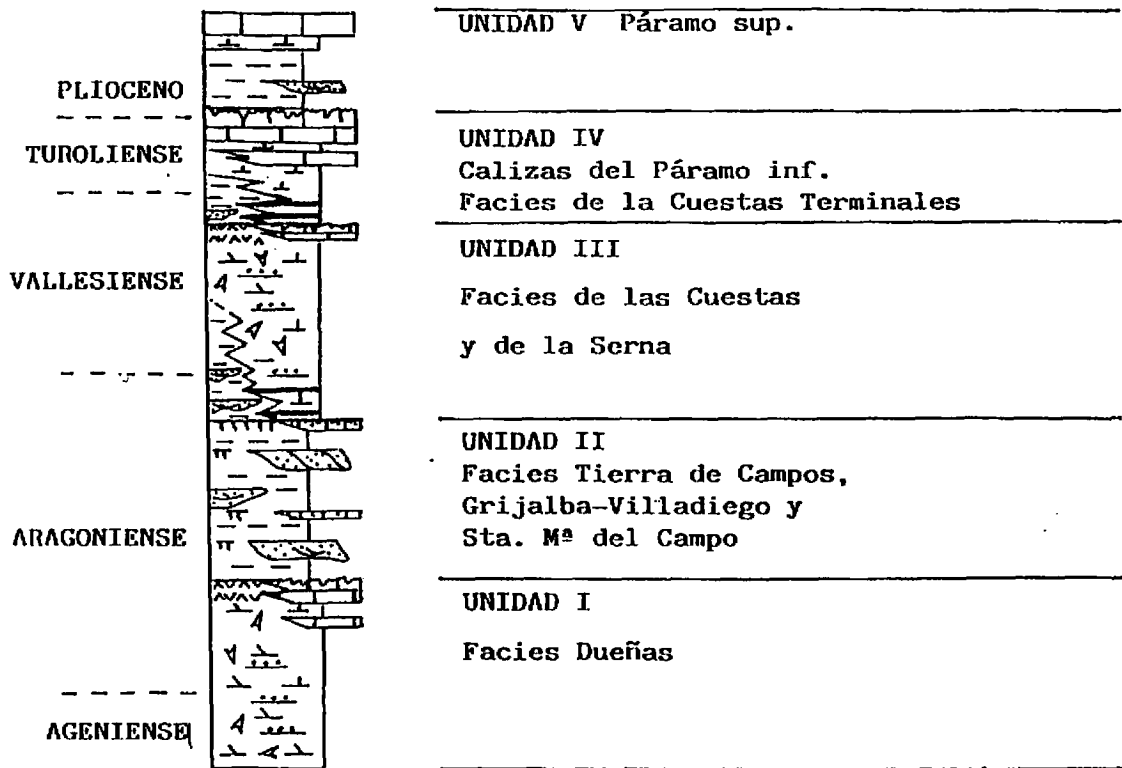 UNIDAD V Páramo sup.
PLIOCENO
UNIDAD IV
TUROLIENSE
Calizas del Páramo inf.
Facies de la Cuestas Terminales
UNIDAD III
VALLESIENSE
Facies de las Cuestas
y de la Serna
UNIDAD II
Facies Tierra de Campos,
Grijalba-Villadiego y
ARAGONIENSE
Sta. Mª del Campo
UNIDAD I
Facies Dueñas
AGENIENSE